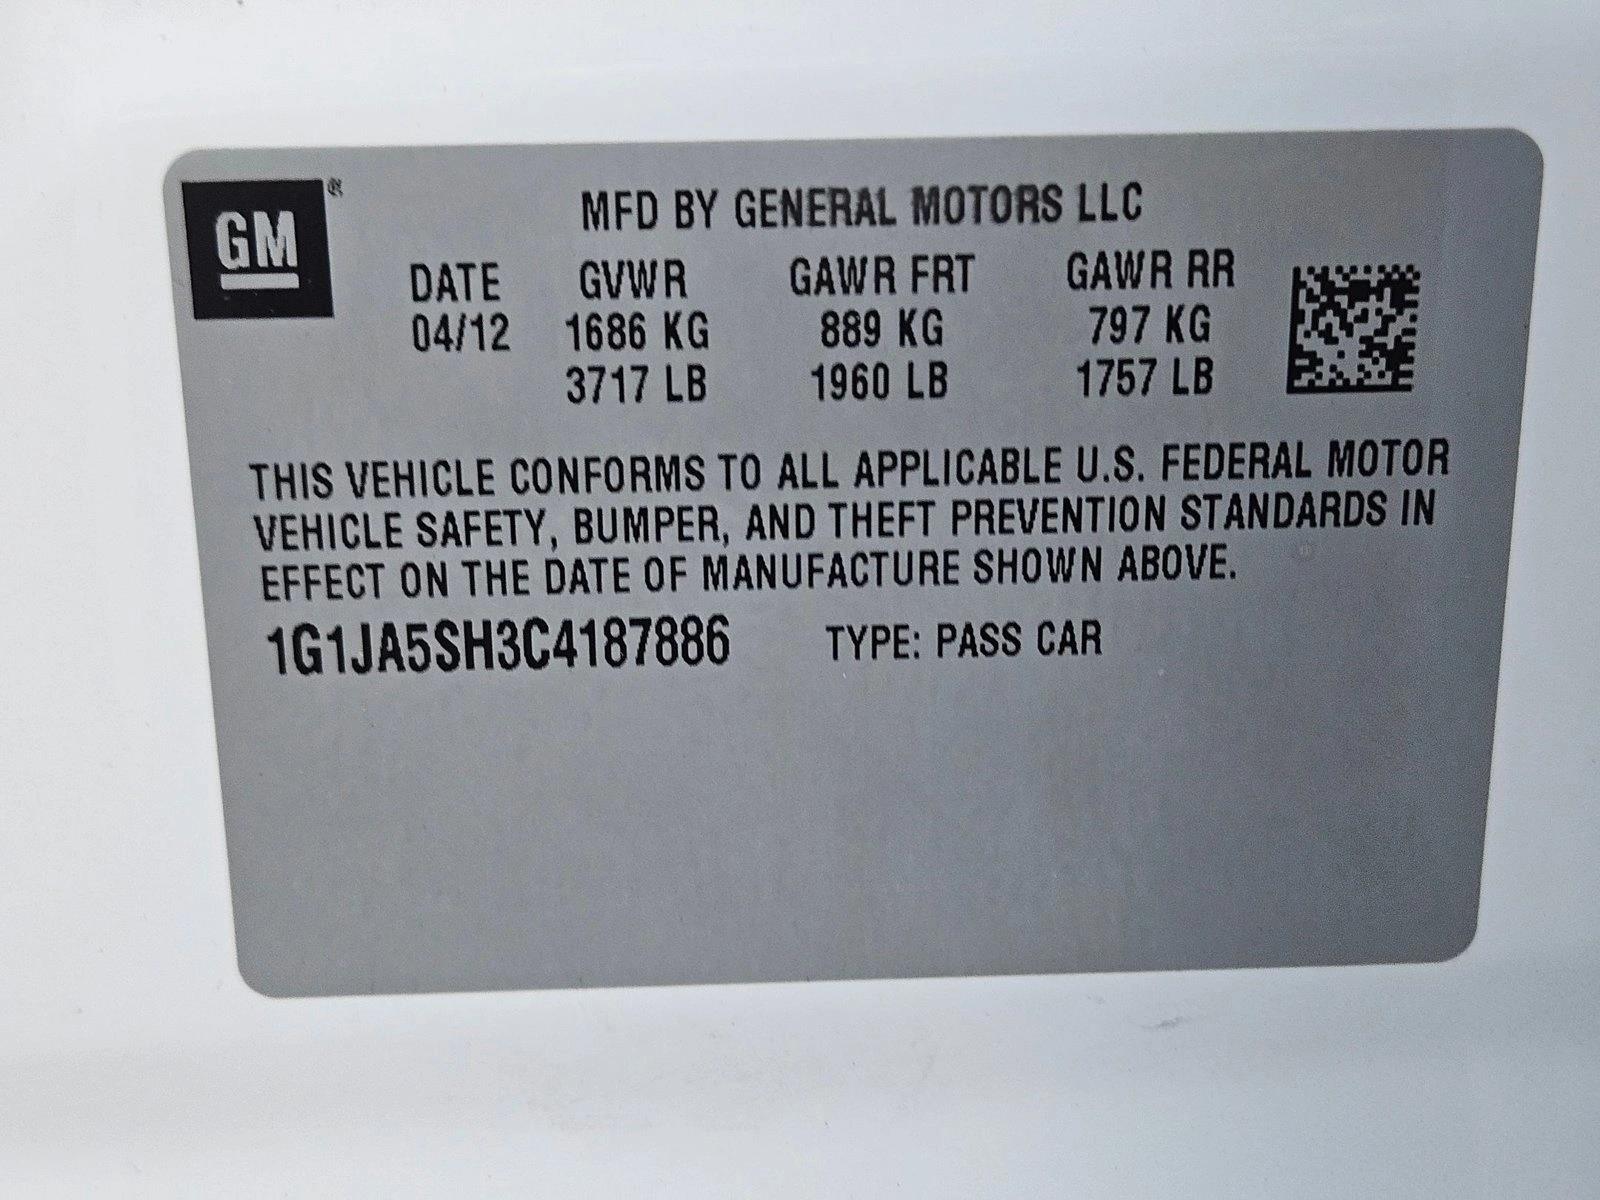 GM®
MFD BY GENERAL MOTORS LLC
DATE GVWR GAWR FRT GAWR RR
04/12 1686 KG 889 KG 797 KG
3717 LB 1960 LB 1757 LB
THIS VEHICLE CONFORMS TO ALL APPLICABLE U.S. FEDERAL MOTOR
VEHICLE SAFETY, BUMPER, AND THEFT PREVENTION STANDARDS IN
EFFECT ON THE DATE OF MANUFACTURE SHOWN ABOVE.
1G1JA5SH3C4187886 TYPE: PASS CAR